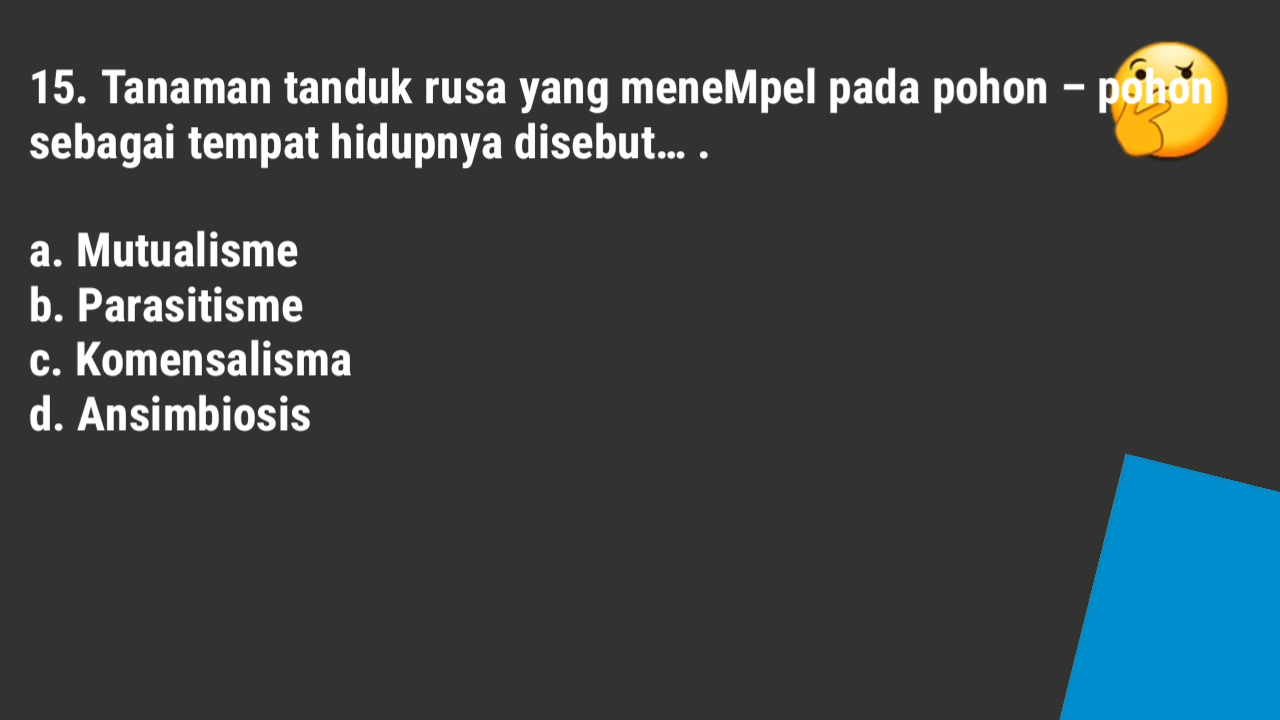 15. Tanaman tanduk rusa yang meneMpel pada pohon – pohon
sebagai tempat hidupnya disebut... .
a. Mutualisme
b. Parasitisme
c. Komensalisma
d. Ansimbiosis